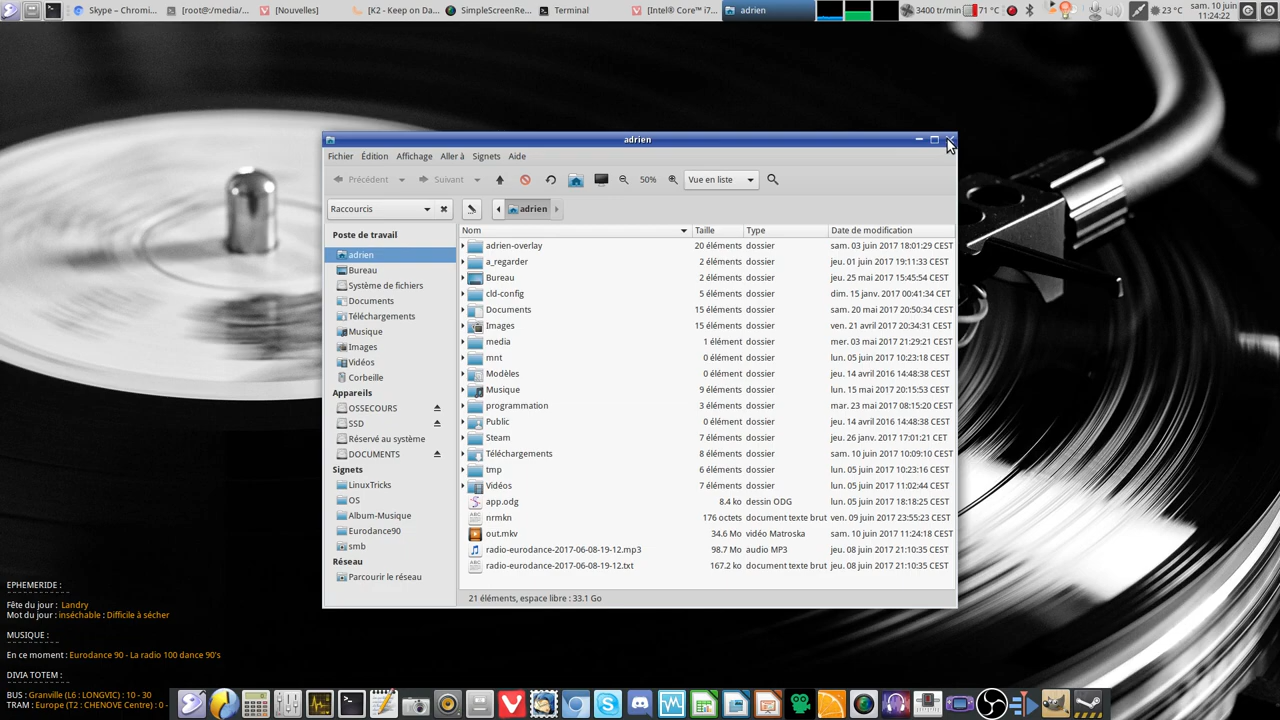 Skype – Chromi...
[root@:/media/...
[Nouvelles]
[K2 - Keep on Da...
SimpleScreenRe...
Terminal
[Intel® Core™ i7...
adrien
3400 tr/min
71 °C
23 °C
sam. 10 juin
11:24:22
adrien
Fichier Édition Affichage Aller à Signets Aide
Précédent Suivant 50% Vue en liste
Raccourcis adrien
Poste de travail
adrien
Bureau
Système de fichiers
Documents
Téléchargements
Musique
Images
Vidéos
Corbeille
Appareils
OSSECOURS
SSD
Réservé au système
DOCUMENTS
Signets
LinuxTricks
OS
Album-Musique
Eurodance90
smb
Réseau
Parcourir le réseau
Nom Taille Type Date de modification
adrien-overlay 20 éléments dossier sam. 03 juin 2017 18:01:29 CEST
a_regarder 2 éléments dossier jeu. 01 juin 2017 19:11:33 CEST
Bureau 2 éléments dossier jeu. 25 mai 2017 15:45:54 CEST
cld-config 5 éléments dossier dim. 15 janv. 2017 00:41:34 CET
Documents 15 éléments dossier sam. 20 mai 2017 20:50:34 CEST
Images 15 éléments dossier ven. 21 avril 2017 20:34:31 CEST
media 1 élément dossier mer. 03 mai 2017 21:29:21 CEST
mnt 0 élément dossier lun. 05 juin 2017 10:23:18 CEST
Modèles 0 élément dossier jeu. 14 avril 2016 14:48:38 CEST
Musique 9 éléments dossier lun. 15 mai 2017 20:15:53 CEST
programmation 3 éléments dossier mar. 23 mai 2017 08:15:20 CEST
Public 0 élément dossier jeu. 14 avril 2016 14:48:38 CEST
Steam 7 éléments dossier jeu. 26 janv. 2017 17:01:21 CET
Téléchargements 8 éléments dossier sam. 10 juin 2017 10:09:10 CEST
tmp 6 éléments dossier lun. 05 juin 2017 10:23:16 CEST
Vidéos 7 éléments dossier lun. 05 juin 2017 11:02:44 CEST
app.odg 8.4 ko dessin ODG lun. 05 juin 2017 18:18:25 CEST
nrmkn 176 octets document texte brut ven. 09 juin 2017 23:55:23 CEST
out.mkv 34.6 Mo vidéo Matroska sam. 10 juin 2017 11:24:18 CEST
radio-eurodance-2017-06-08-19-12.mp3 98.7 Mo audio MP3 jeu. 08 juin 2017 21:10:35 CEST
radio-eurodance-2017-06-08-19-12.txt 167.2 ko document texte brut jeu. 08 juin 2017 21:10:35 CEST
21 éléments, espace libre : 33.1 Go
EPHEMERIDE :
Fête du jour : Landry
Mot du jour : inséchable : Difficile à sécher
MUSIQUE :
En ce moment : Eurodance 90 - La radio 100 dance 90's
DIVIA TOTEM :
BUS : Granville (L6 : LONGVIC) : 10 - 30
TRAM : Europe (T2 : CHENOVE Centre) : 0 -